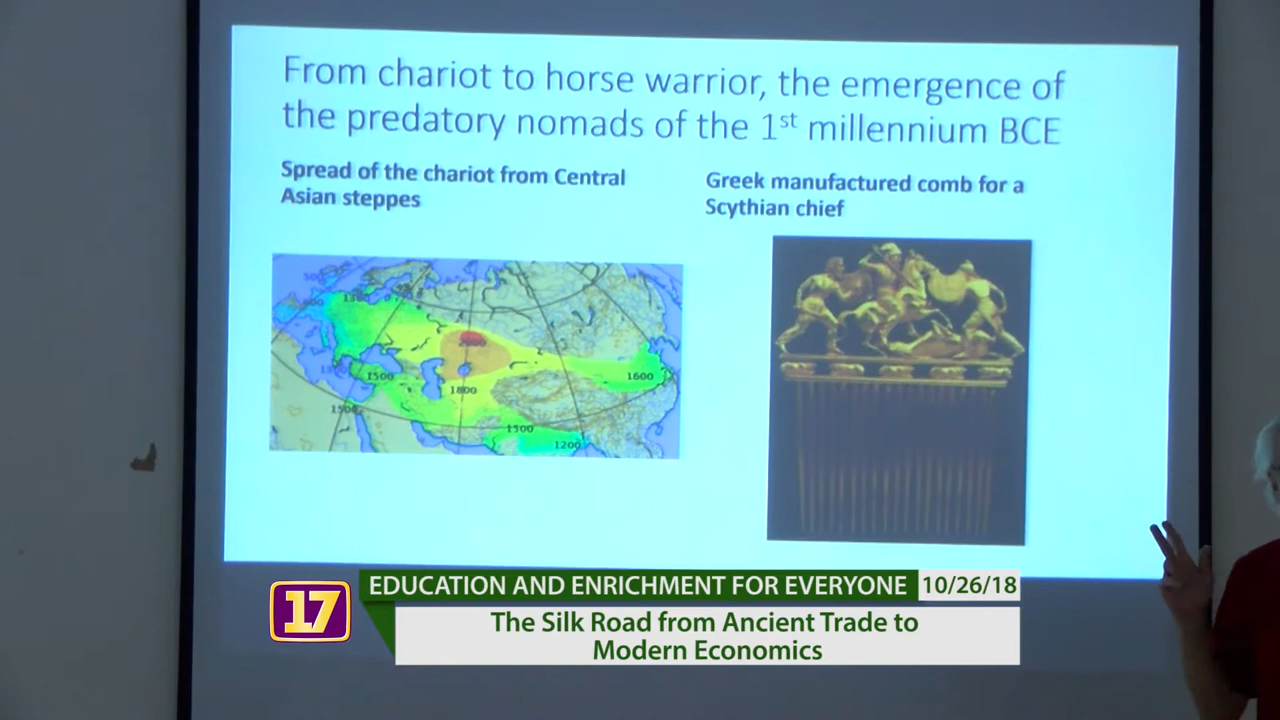 From chariot to horse warrior, the emergence of
the predatory nomads of the 1st millennium BCE
Spread of the chariot from Central
Asian steppes
Greek manufactured comb for a
Scythian chief
1500
1600
1800
1500
1500
1200
17
EDUCATION AND ENRICHMENT FOR EVERYONE
10/26/18
The Silk Road from Ancient Trade to
Modern Economics